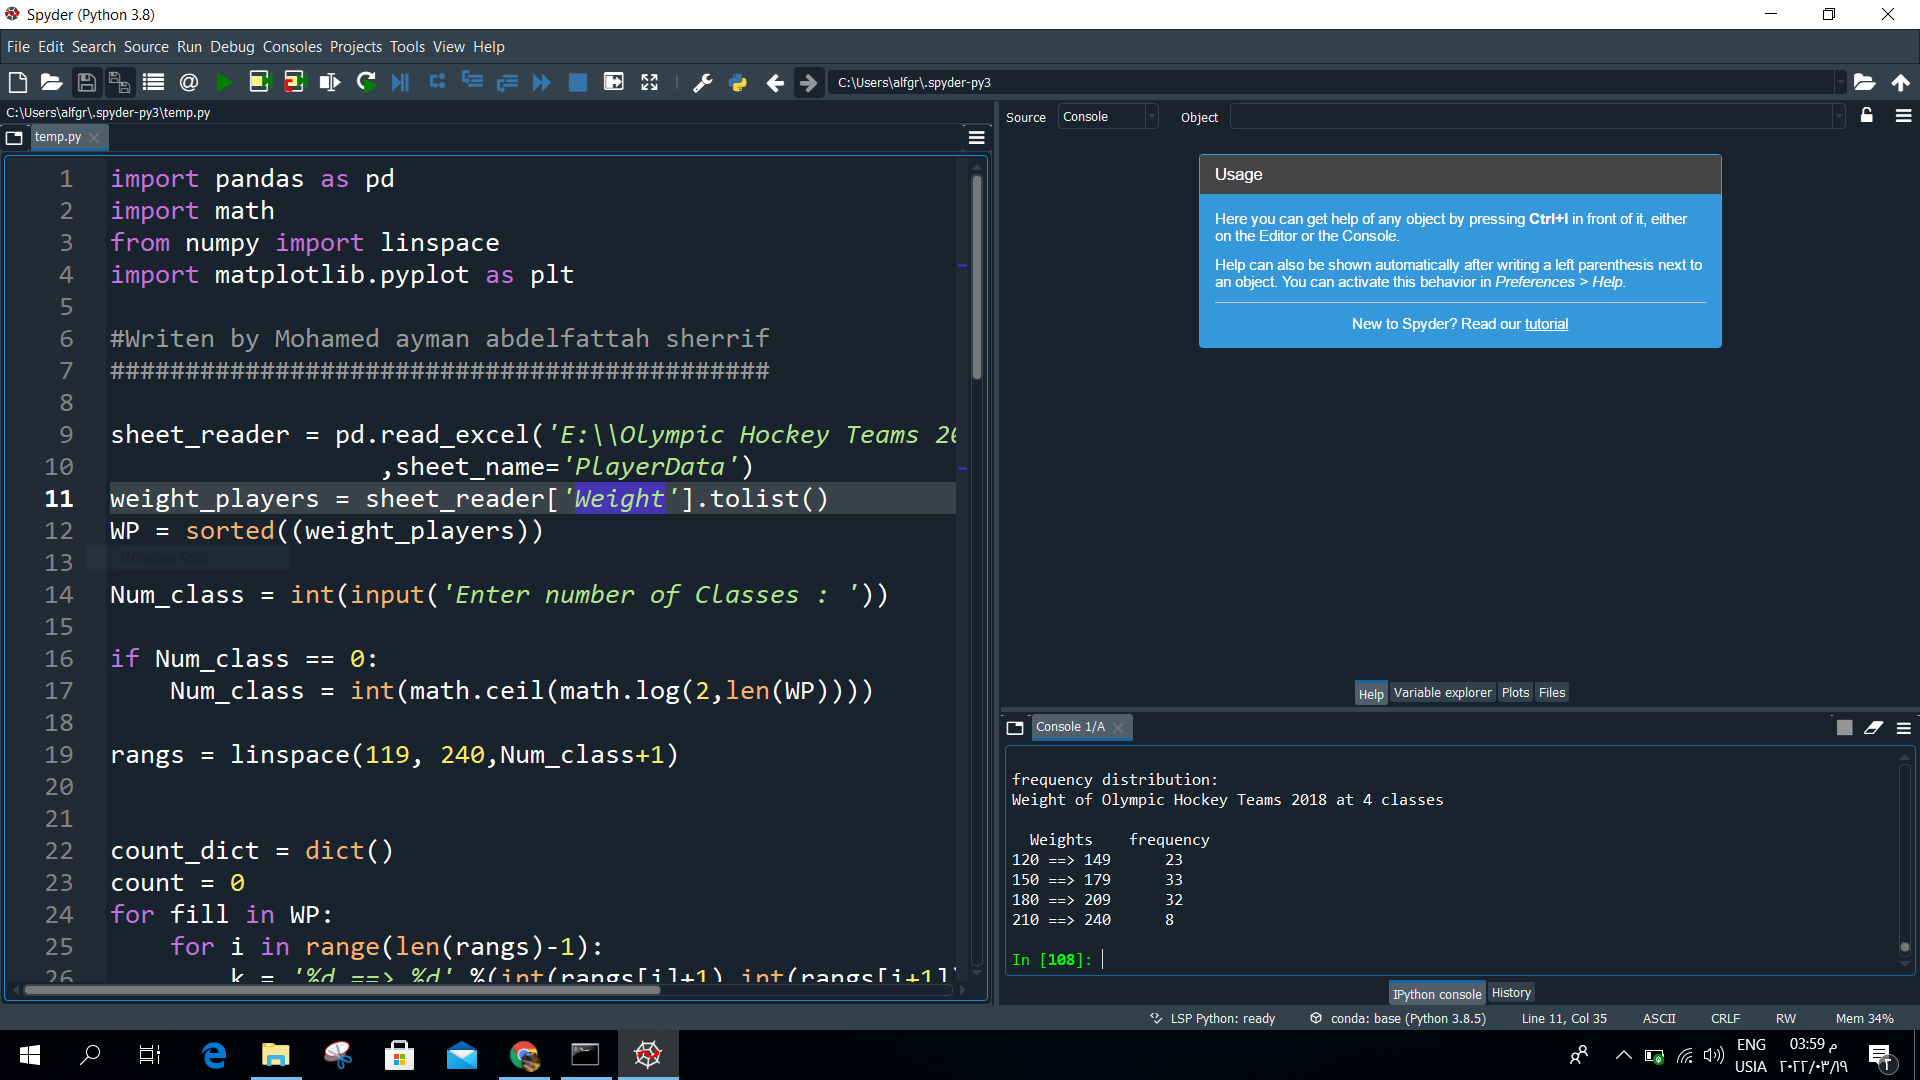 Spyder (Python 3.8)
File Edit Search Source Run Debug Consoles Projects Tools View Help
C:\Users\alfgr\.spyder-py3
C:\Users\alfgr\.spyder-py3\temp.py
temp.py
1 import pandas as pd
2 import math
3 from numpy import linspace
4 import matplotlib.pyplot as plt
5
6 #Writen by Mohamed ayman abdelfattah sherrif
7 ############################################
8
9 sheet_reader = pd.read_excel('E:\\Olympic Hockey Teams 20
10 ,sheet_name='PlayerData')
11 weight_players = sheet_reader['Weight'].tolist()
12 WP = sorted((weight_players))
Window Snip
13
14 Num_class = int(input('Enter number of Classes : '))
15
16 if Num_class == 0:
17 Num_class = int(math.ceil(math.log(2,len(WP))))
18
19 rangs = linspace(119, 240,Num_class+1)
20
21
22 count_dict = dict()
23 count = 0
24 for fill in WP:
25 for i in range(len(rangs)-1):
26 k = '%d ==> %d' %(int(rangs[i]+1),int(rangs[i+1])
Source Console Object
Usage
Here you can get help of any object by pressing Ctrl+I in front of it, either
on the Editor or the Console.
Help can also be shown automatically after writing a left parenthesis next to
an object. You can activate this behavior in Preferences > Help.
New to Spyder? Read our tutorial
Help Variable explorer Plots Files
Console 1/A
frequency distribution:
Weight of Olympic Hockey Teams 2018 at 4 classes
Weights frequency
120 ==> 149 23
150 ==> 179 33
180 ==> 209 32
210 ==> 240 8
In [108]:
IPython console History
LSP Python: ready conda: base (Python 3.8.5) Line 11, Col 35 ASCII CRLF RW Mem 34%
ENG
USIA
03:59 م
٢٠٢٢/٠٣/١٩
٢